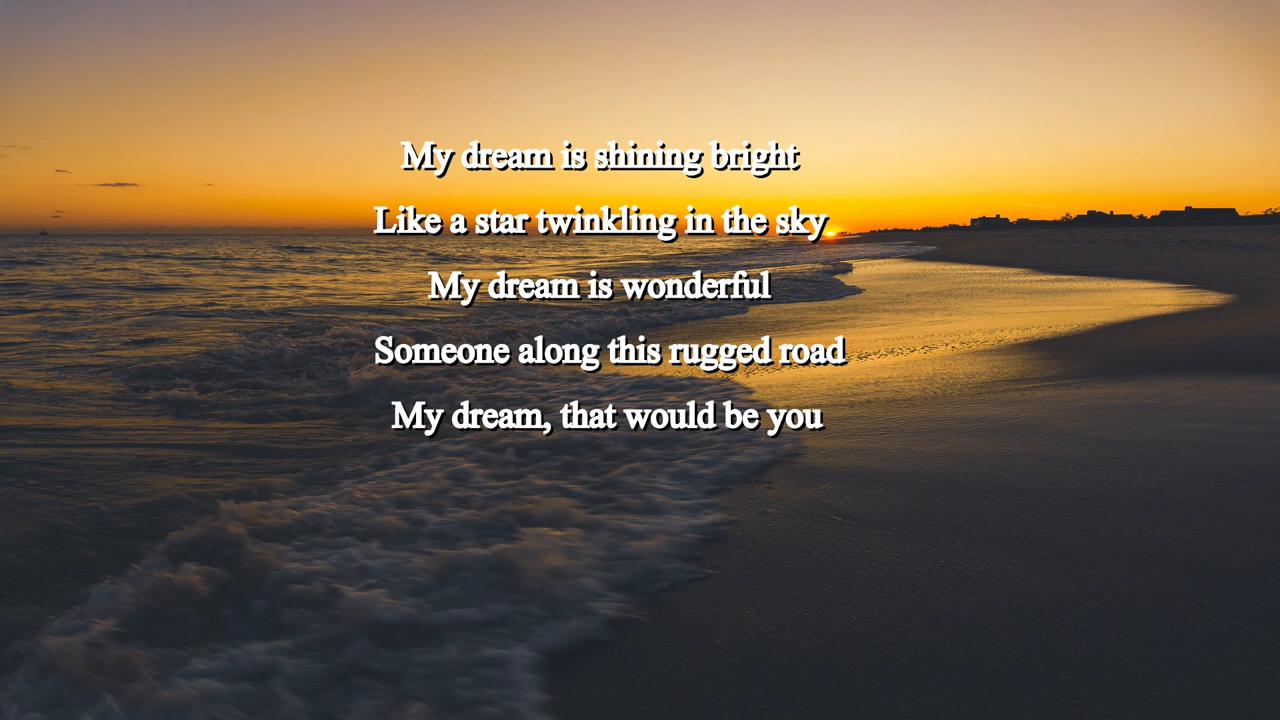 My dream is shining bright
Like a star twinkling in the sky
My dream is wonderful
Someone along this rugged road
My dream, that would be you